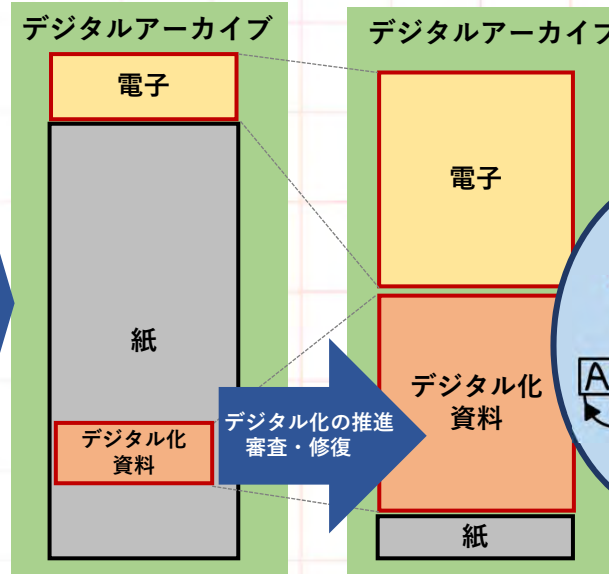 デジタルアーカイブ
電子
紙
デジタル化
資料
デジタル化の推進
審査・修復
デジタルアーカイブ
電子
デジタル化
資料
紙
A